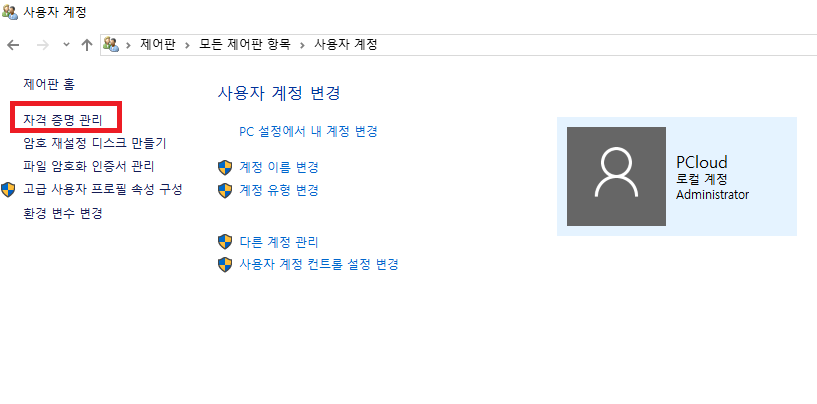 사용자 계정
제어판 모든 제어판 항목 사용자 계정
제어판 홈
자격 증명 관리
암호 재설정 디스크 만들기
파일 암호화 인증서 관리
고급 사용자 프로필 속성 구성
환경 변수 변경
사용자 계정 변경
PC 설정에서 내 계정 변경
계정 이름 변경
계정 유형 변경
다른 계정 관리
사용자 계정 컨트롤 설정 변경
PCloud
로컬 계정
Administrator